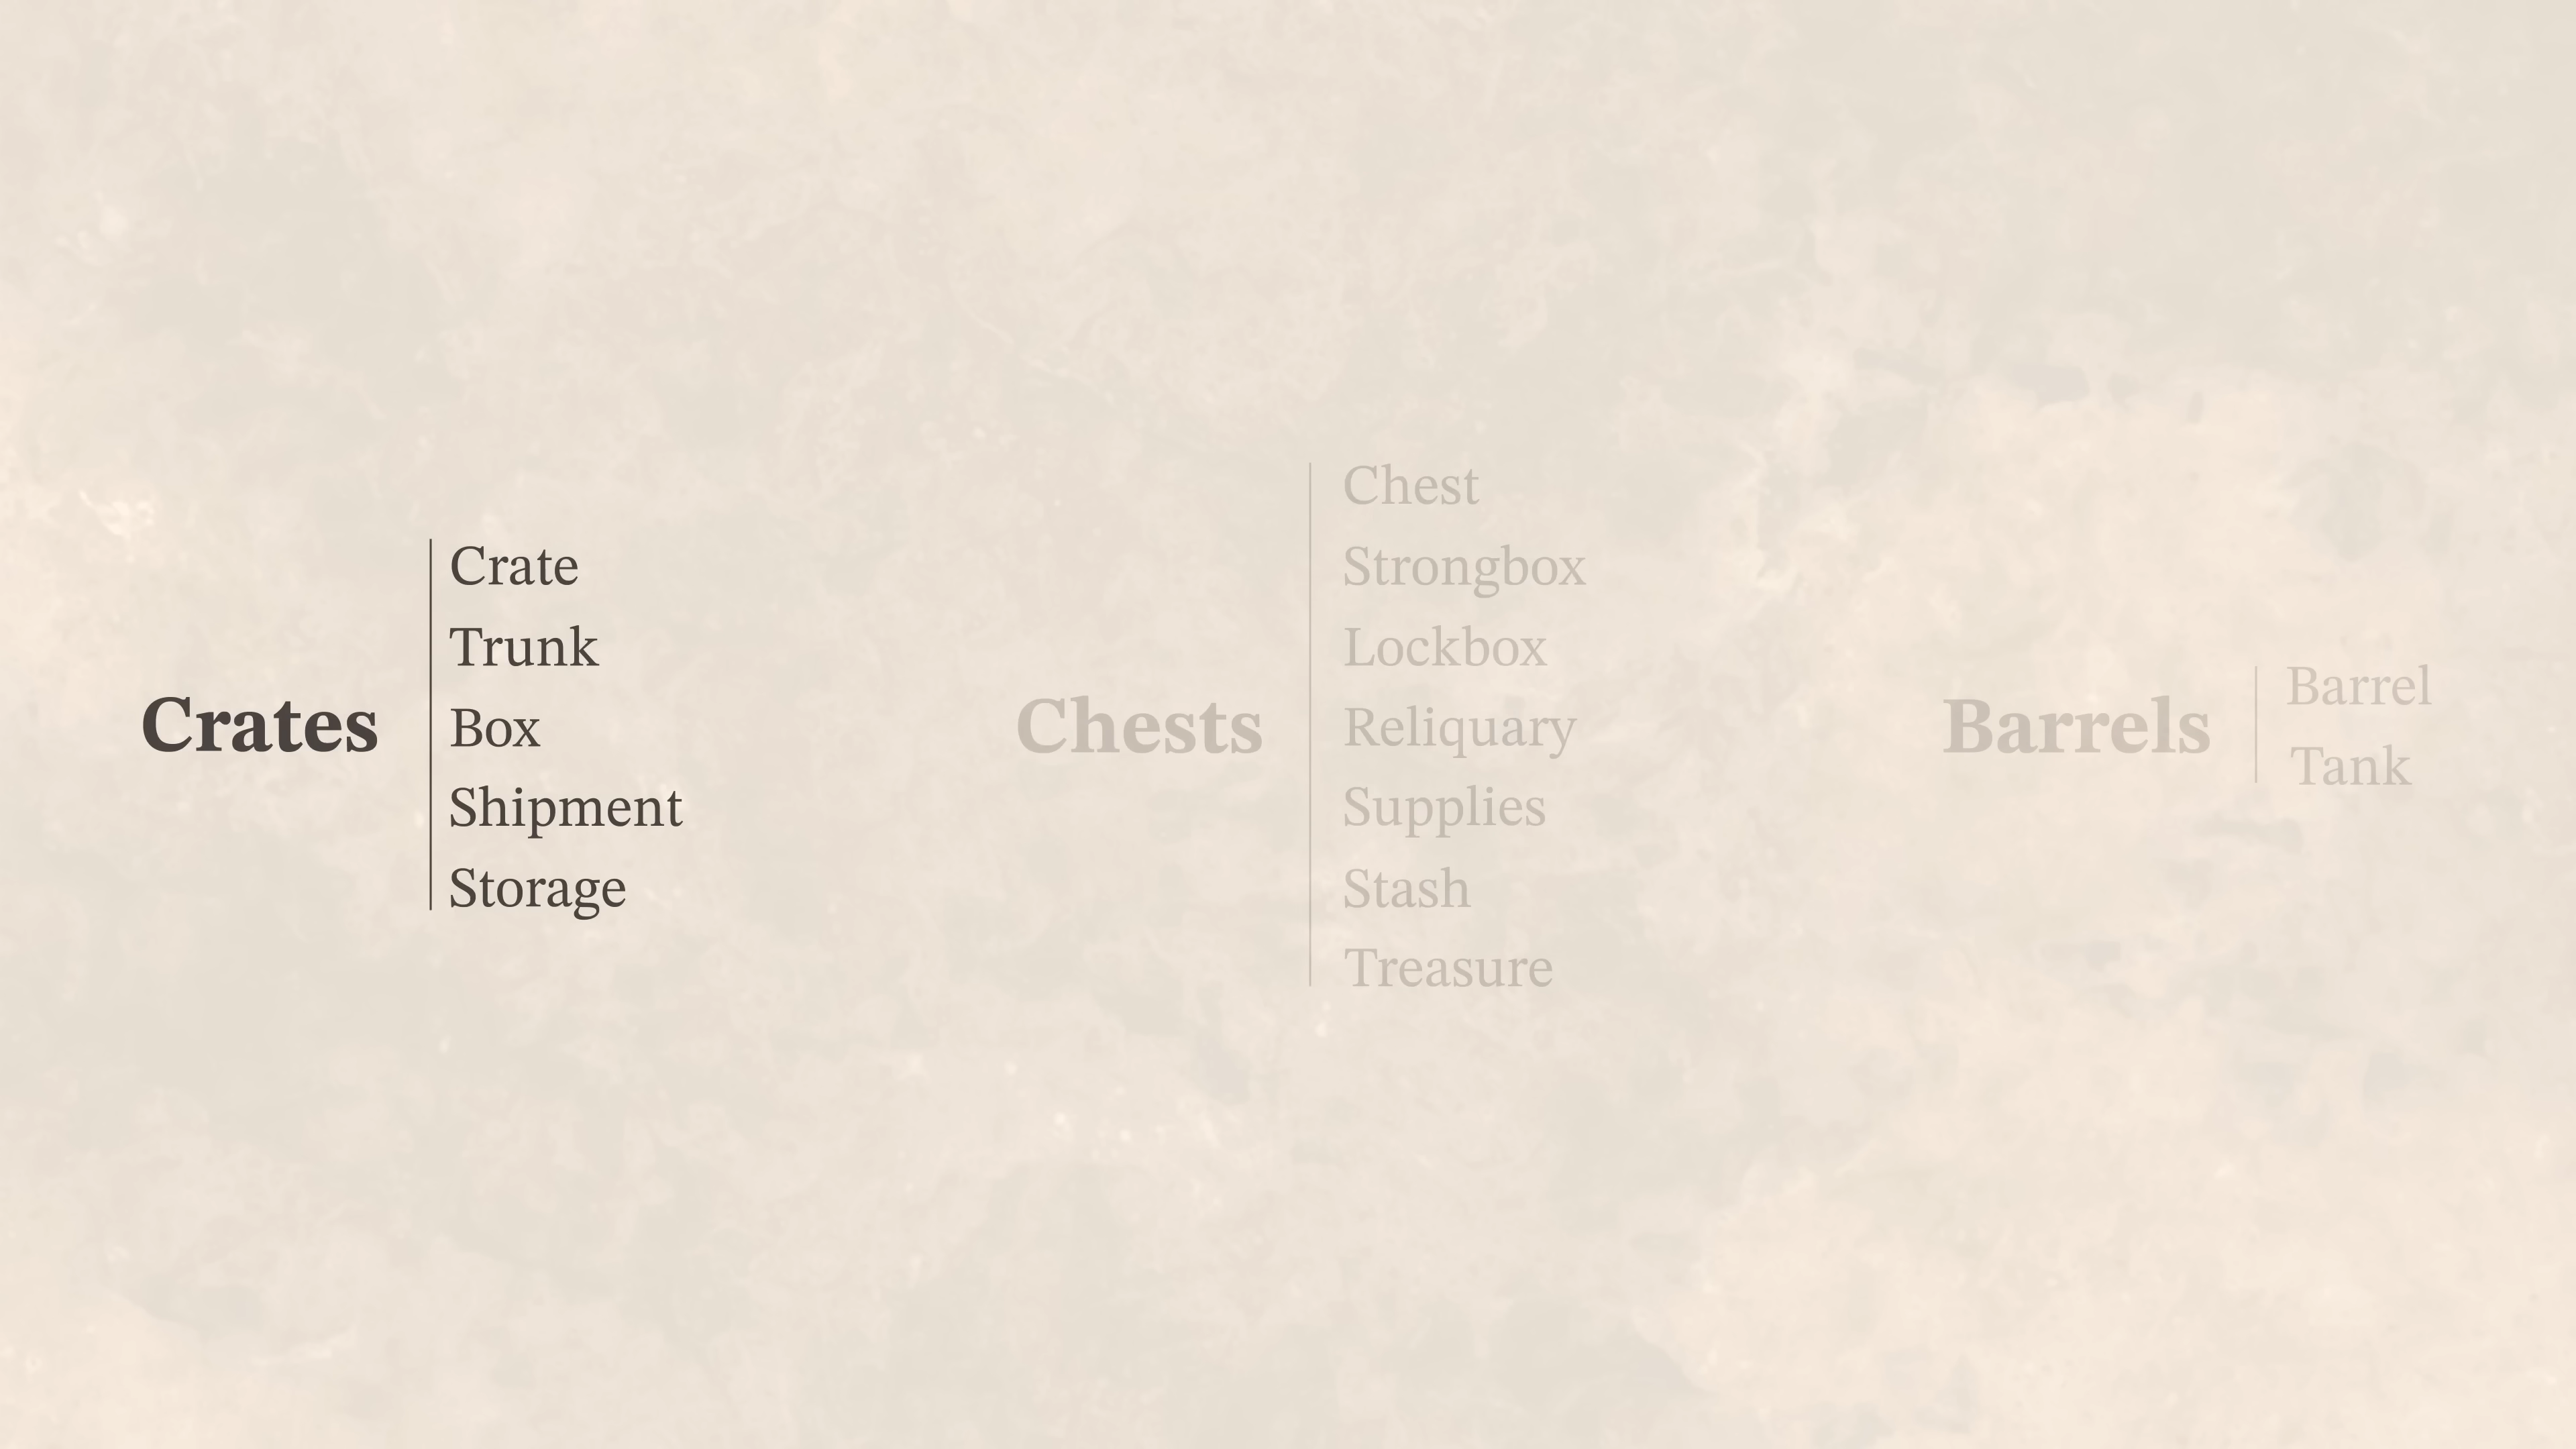 Crates
Crate
Trunk
Box
Shipment
Storage
Chests
Chest
Strongbox
Lockbox
Reliquary
Supplies
Stash
Treasure
Barrels
Barrel
Tank